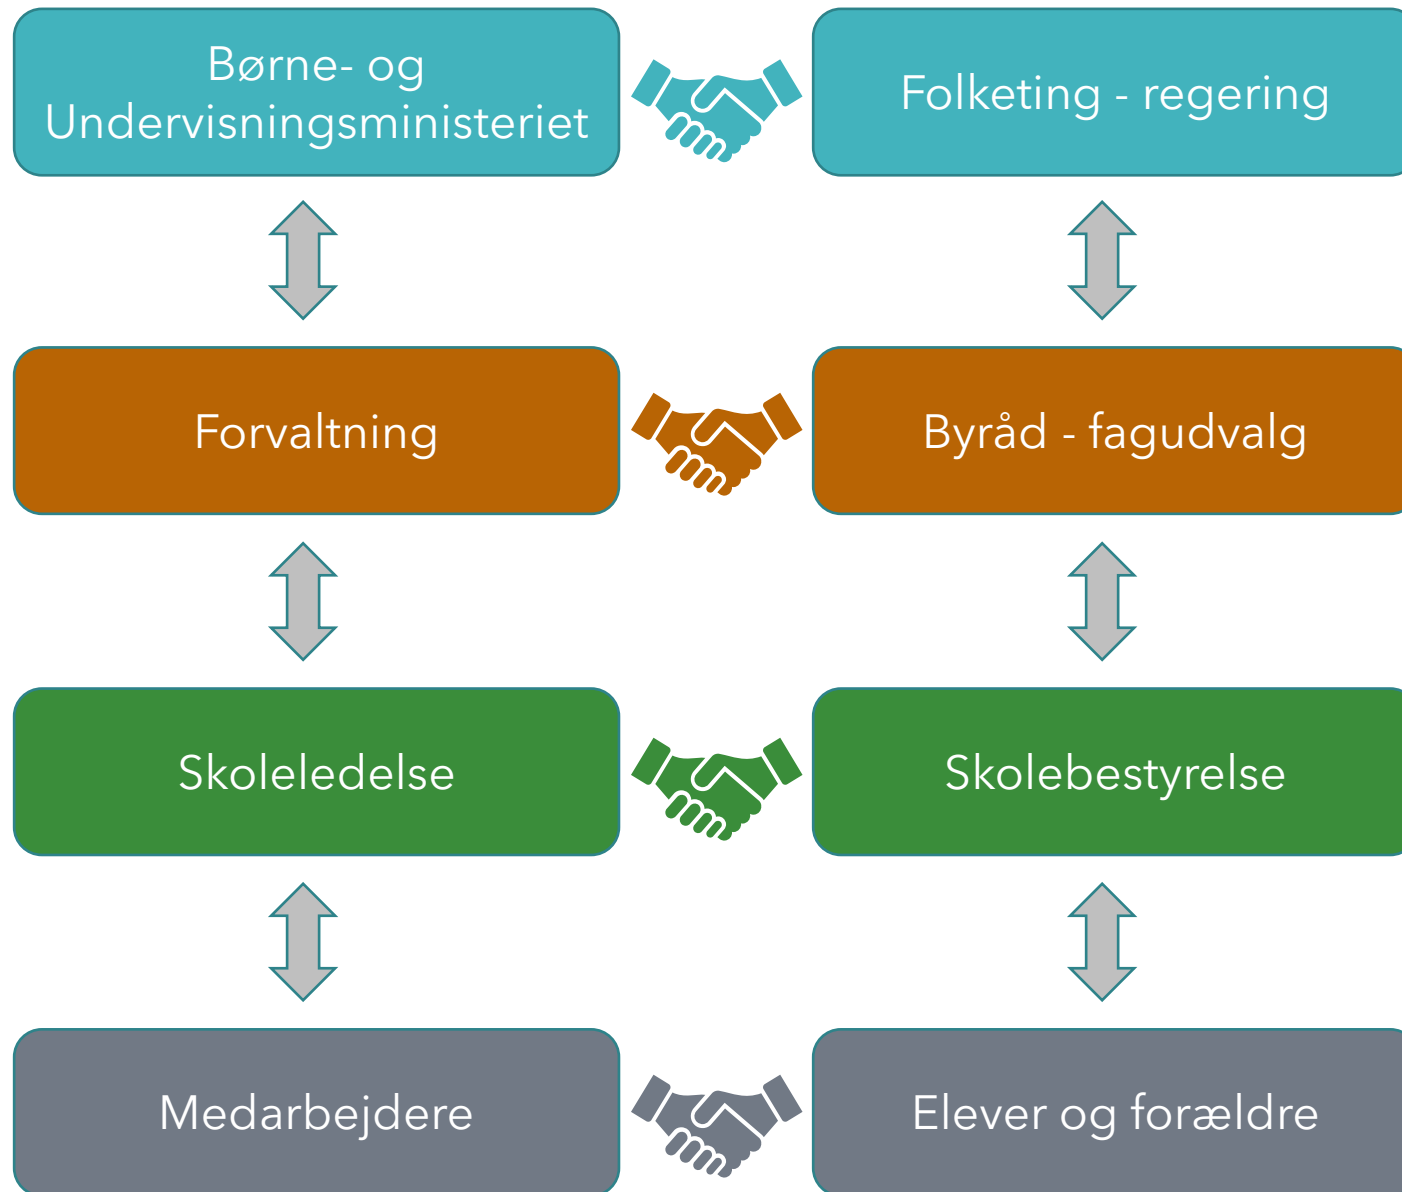 Børne- og
Undervisningsministeriet
Folketing - regering
Forvaltning
Byråd - fagudvalg
Skoleledelse
Skolebestyrelse
Medarbejdere
Elever og forældre